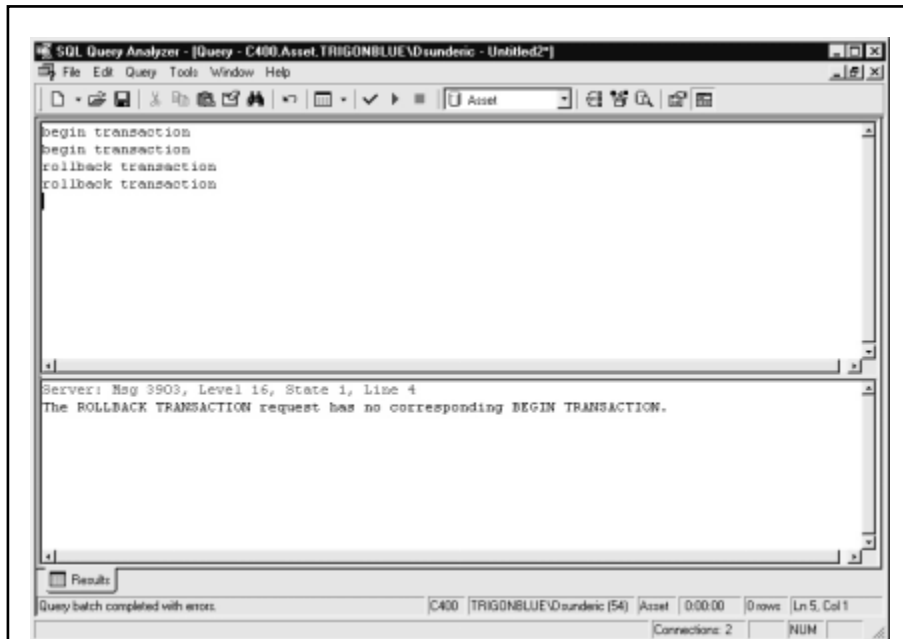 SQL Query Analyzer - [Query - C400.Asset.TRIGONBLUE\Dsunderic - Untitled2*]
File Edit Query Tools Window Help
Asset
begin transaction
begin transaction
rollback transaction
rollback transaction
Server: Msg 3903, Level 16, State 1, Line 4
The ROLLBACK TRANSACTION request has no corresponding BEGIN TRANSACTION.
Results
Query batch completed with errors. C400 TRIGONBLUE\Dsunderic (54) Asset 0:00:00 0 rows Ln 5, Col 1
Connections: 2 NUM